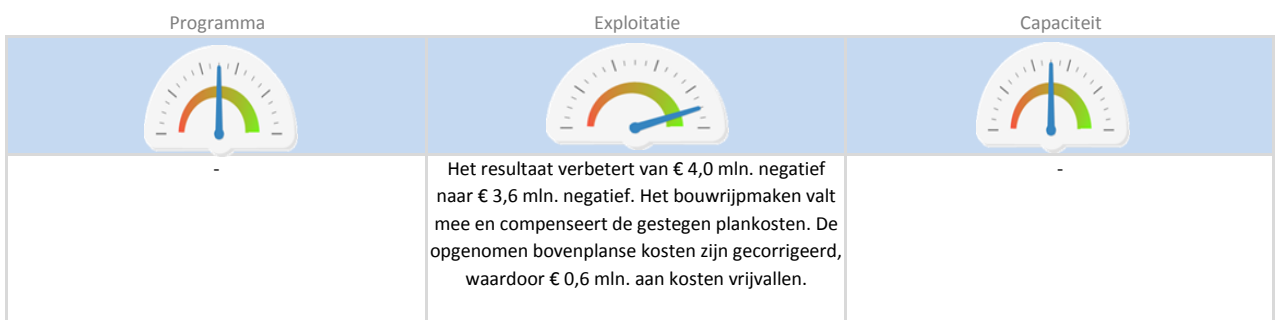 Programma
Exploitatie
Capaciteit
-
Het resultaat verbetert van € 4,0 mln. negatief
naar € 3,6 mln. negatief. Het bouwrijpmaken valt
mee en compenseert de gestegen plankosten. De
opgenomen bovenplanse kosten zijn gecorrigeerd,
waardoor € 0,6 mln. aan kosten vrijvallen.
-